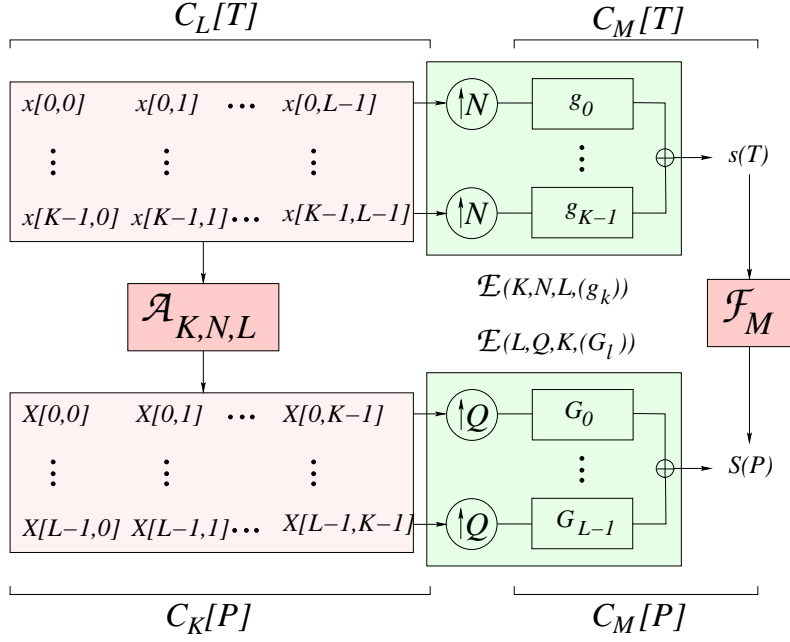 C_L[T] C_M[T]
x[0,0] x[0,1] ... x[0,L−1] ↑N g_0
⋮ ⋮ ⋮ ⋮ ⊕ s(T)
x[K−1,0] x[K−1,1] ... x[K−1,L−1] ↑N g_{K−1}
ℰ(K,N,L,(g_k))
𝒜_{K,N,L} ℱ_M
ℰ(L,Q,K,(G_l))
X[0,0] X[0,1] ... X[0,K−1] ↑Q G_0
⋮ ⋮ ⋮ ⋮ ⊕ S(P)
X[L−1,0] X[L−1,1] ... X[L−1,K−1] ↑Q G_{L−1}
C_K[P] C_M[P]